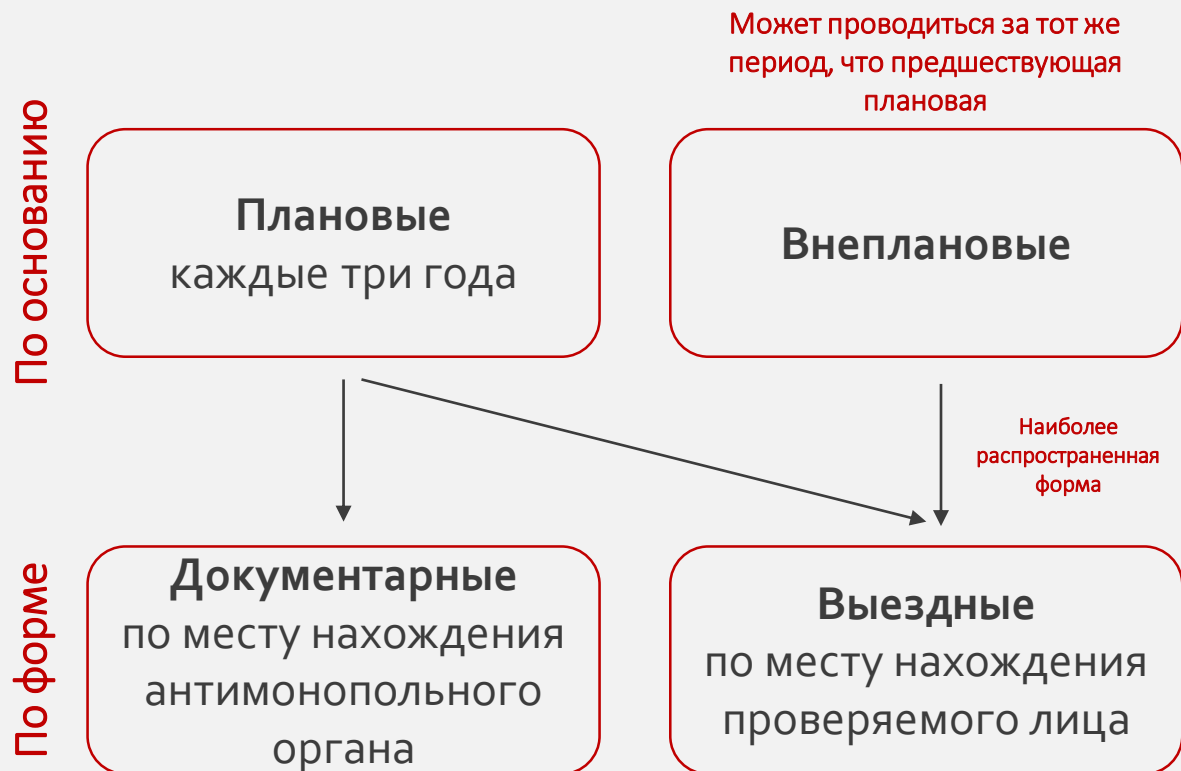 Может проводиться за тот же
период, что предшествующая
плановая
По основанию
Плановые
каждые три года
Внеплановые
Наиболее
распространенная
форма
По форме
Документарные
по месту нахождения
антимонопольного
органа
Выездные
по месту нахождения
проверяемого лица